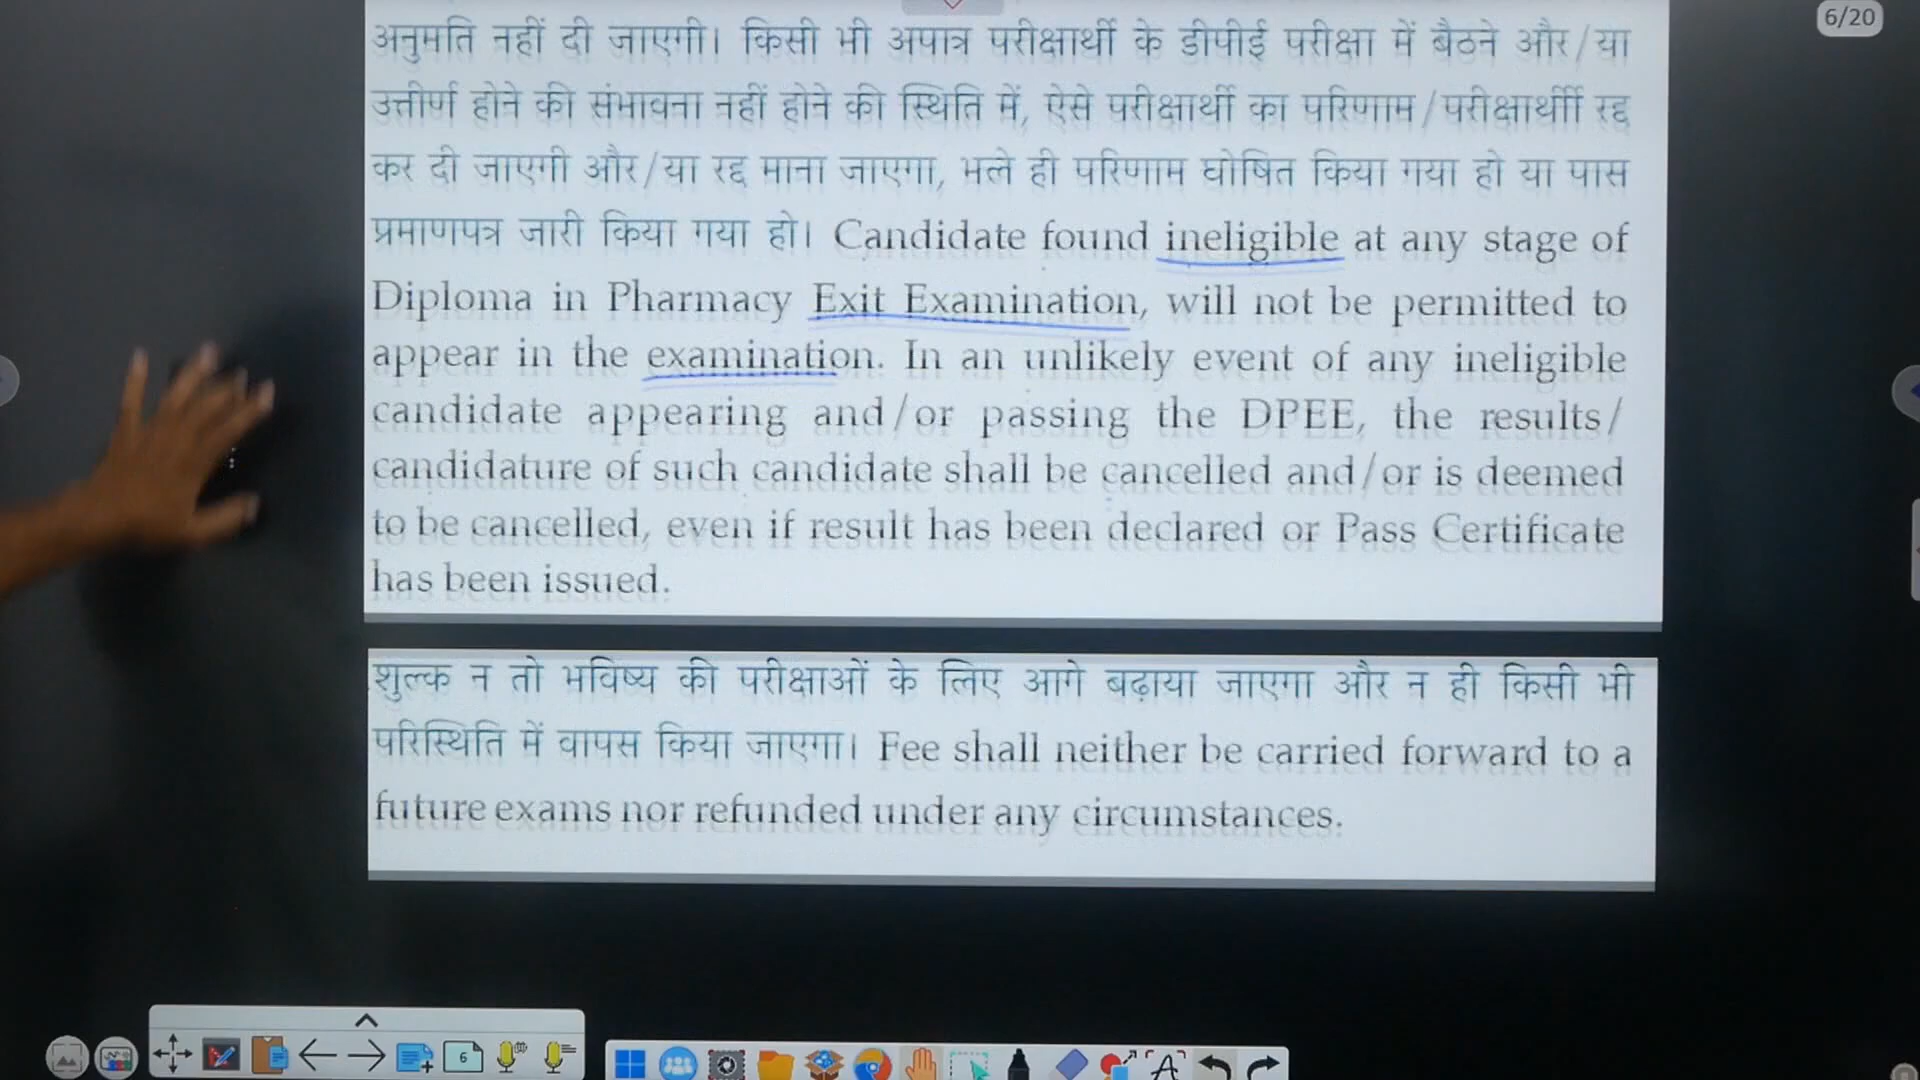 6/20
अनुमति नहीं दी जाएगी। किसी भी अपात्र परीक्षार्थी के डीपीई परीक्षा में बैठने और/या
उत्तीर्ण होने की संभावना नहीं होने की स्थिति में, ऐसे परीक्षार्थी का परिणाम/परीक्षार्थीी रद्द
कर दी जाएगी और/या रद्द माना जाएगा, भले ही परिणाम घोषित किया गया हो या पास
प्रमाणपत्र जारी किया गया हो। Candidate found ineligible at any stage of
Diploma in Pharmacy Exit Examination, will not be permitted to
appear in the examination. In an unlikely event of any ineligible
candidate appearing and/or passing the DPEE, the results/
candidature of such candidate shall be cancelled and/or is deemed
to be cancelled, even if result has been declared or Pass Certificate
has been issued.
शुल्क न तो भविष्य की परीक्षाओं के लिए आगे बढ़ाया जाएगा और न ही किसी भी
परिस्थिति में वापस किया जाएगा। Fee shall neither be carried forward to a
future exams nor refunded under any circumstances.
6